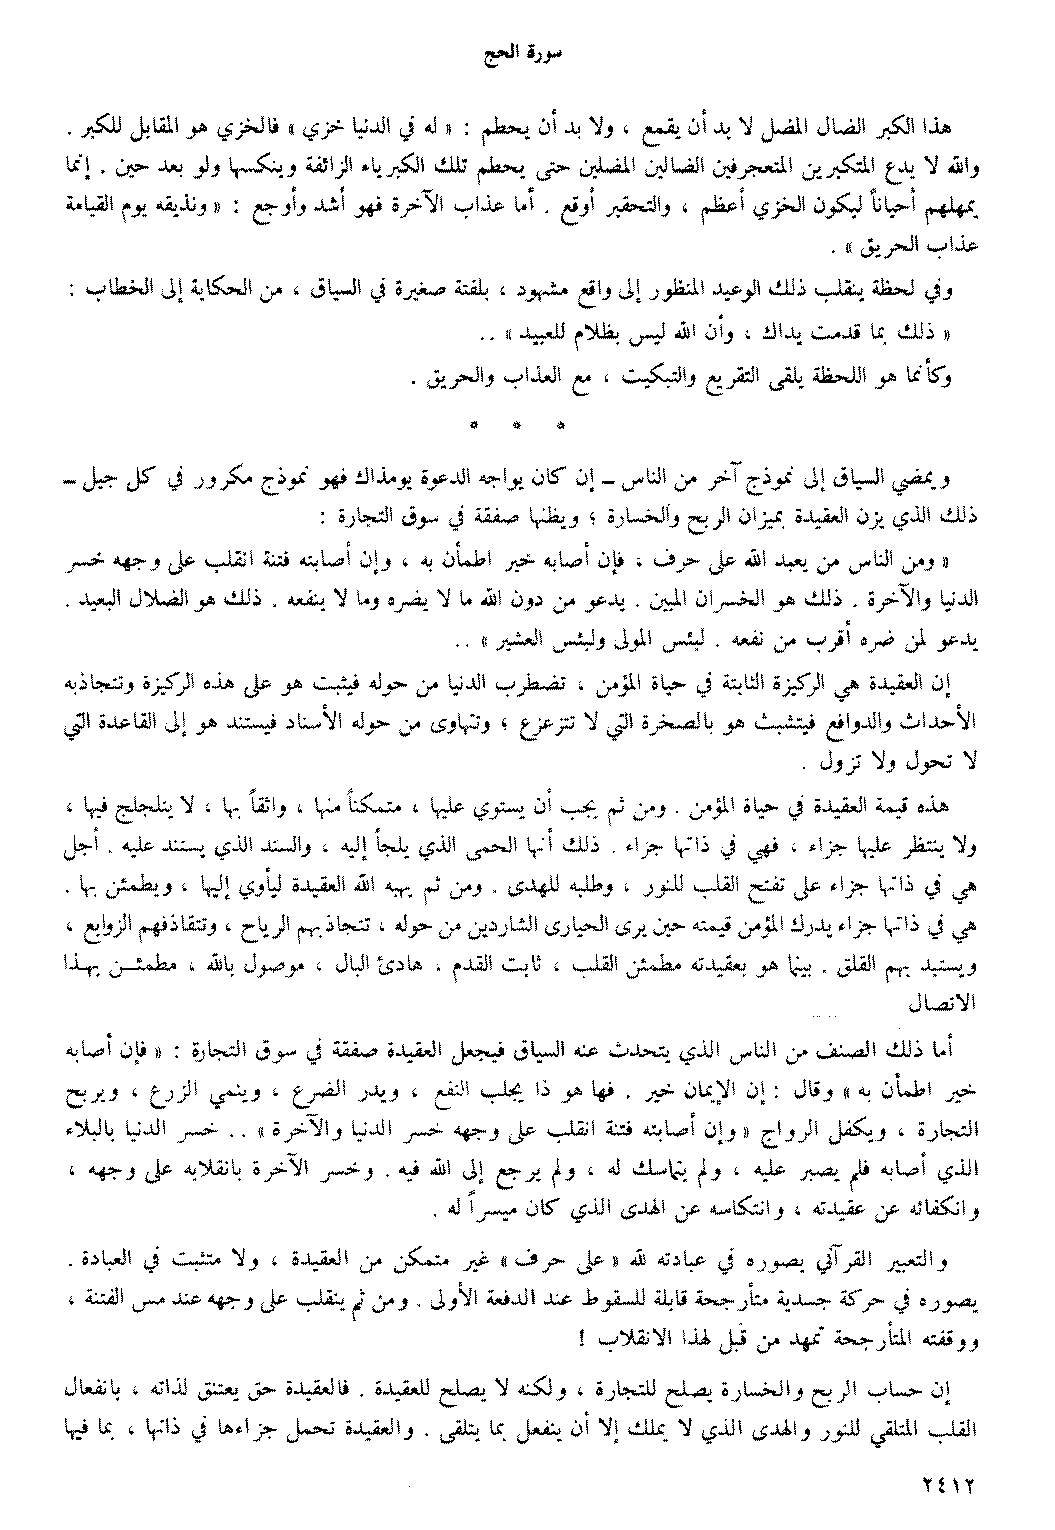 سورة الحج
هذا الكبر الضال المضل لا بد أن يقمع ، ولا بد أن يحطم : « له في الدنيا خزي » فالخزي هو المقابل للكبر .
والله لا يدع المتكبرين المتعجرفين الضالين المضلين حتى يحطم تلك الكبرياء الزائفة وينكسها ولو بعد حين . إنما
يمهلهم أحياناً ليكون الخزي أعظم ، والتحقير أوقع . أما عذاب الآخرة فهو أشد وأوجع : « ونذيقه يوم القيامة
عذاب الحريق » .
وفي لحظة ينقلب ذلك الوعيد المنظور إلى واقع مشهود ، بلفتة صغيرة في السياق ، من الحكاية إلى الخطاب :
« ذلك بما قدمت يداك ، وأن الله ليس بظلام للعبيد » ..
وكأنما هو اللحظة يلقى التقريع والتبكيت ، مع العذاب والحريق .
* * *
ويمضي السياق إلى نموذج آخر من الناس – إن كان يواجه الدعوة يومذاك فهو نموذج مكرور في كل جيل –
ذلك الذي يزن العقيدة بميزان الربح والخسارة ؛ ويظنها صفقة في سوق التجارة :
« ومن الناس من يعبد الله على حرف ، فإن أصابه خير اطمأن به ، وإن أصابته فتنة انقلب على وجهه خسر
الدنيا والآخرة . ذلك هو الخسران المبين . يدعو من دون الله ما لا يضره وما لا ينفعه . ذلك هو الضلال البعيد .
يدعو لمن ضره أقرب من نفعه . لبئس المولى ولبئس العشير » ..
إن العقيدة هي الركيزة الثابتة في حياة المؤمن ، تضطرب الدنيا من حوله فيثبت هو على هذه الركيزة وتتجاذبه
الأحداث والدوافع فيتشبث هو بالصخرة التي لا تتزعزع ؛ وتتهاوى من حوله الأسناد فيستند هو إلى القاعدة التي
لا تحول ولا تزول .
هذه قيمة العقيدة في حياة المؤمن . ومن ثم يجب أن يستوي عليها ، متمكناً منها ، واثقاً بها ، لا يتلجلج فيها ،
ولا ينتظر عليها جزاء ، فهي في ذاتها جزاء . ذلك أنها الحمى الذي يلجأ إليه ، والسند الذي يستند عليه . أجل
هي في ذاتها جزاء على تفتح القلب للنور ، وطلبه للهدى . ومن ثم يهبه الله العقيدة ليأوي إليها ، ويطمئن بها .
هي في ذاتها جزاء يدرك المؤمن قيمته حين يرى الحيارى الشاردين من حوله ، تتجاذبهم الرياح ، وتتقاذفهم الزوابع ،
ويستبد بهم القلق . بينما هو بعقيدته مطمئن القلب ، ثابت القدم ، هادئ البال ، موصول بالله ، مطمئن بهذا
الاتصال
أما ذلك الصنف من الناس الذي يتحدث عنه السياق فيجعل العقيدة صفقة في سوق التجارة : « فإن أصابه
خير اطمأن به » وقال : إن الإيمان خير . فها هو ذا يجلب النفع ، ويدر الضرع ، وينمي الزرع ، ويربح
التجارة ، ويكفل الرواج « وإن أصابته فتنة انقلب على وجهه خسر الدنيا والآخرة » .. خسر الدنيا بالبلاء
الذي أصابه فلم يصبر عليه ، ولم يتماسك له ، ولم يرجع إلى الله فيه . وخسر الآخرة بانقلابه على وجهه ،
وانكفائه عن عقيدته ، وانتكاسه عن الهدى الذي كان ميسراً له .
والتعبير القرآني يصوره في عبادته لله « على حرف » غير متمكن من العقيدة ، ولا متثبت في العبادة .
يصوره في حركة جسدية متأرجحة قابلة للسقوط عند الدفعة الأولى . ومن ثم ينقلب على وجهه عند مس الفتنة ،
ووقفته المتأرجحة تمهد من قبل لهذا الانقلاب !
إن حساب الربح والخسارة يصلح للتجارة ، ولكنه لا يصلح للعقيدة . فالعقيدة حق يعتنق لذاته ، بانفعال
القلب المتلقي للنور والهدى الذي لا يملك إلا أن ينفعل بما يتلقى . والعقيدة تحمل جزاءها في ذاتها ، بما فيها
٢٤١٢